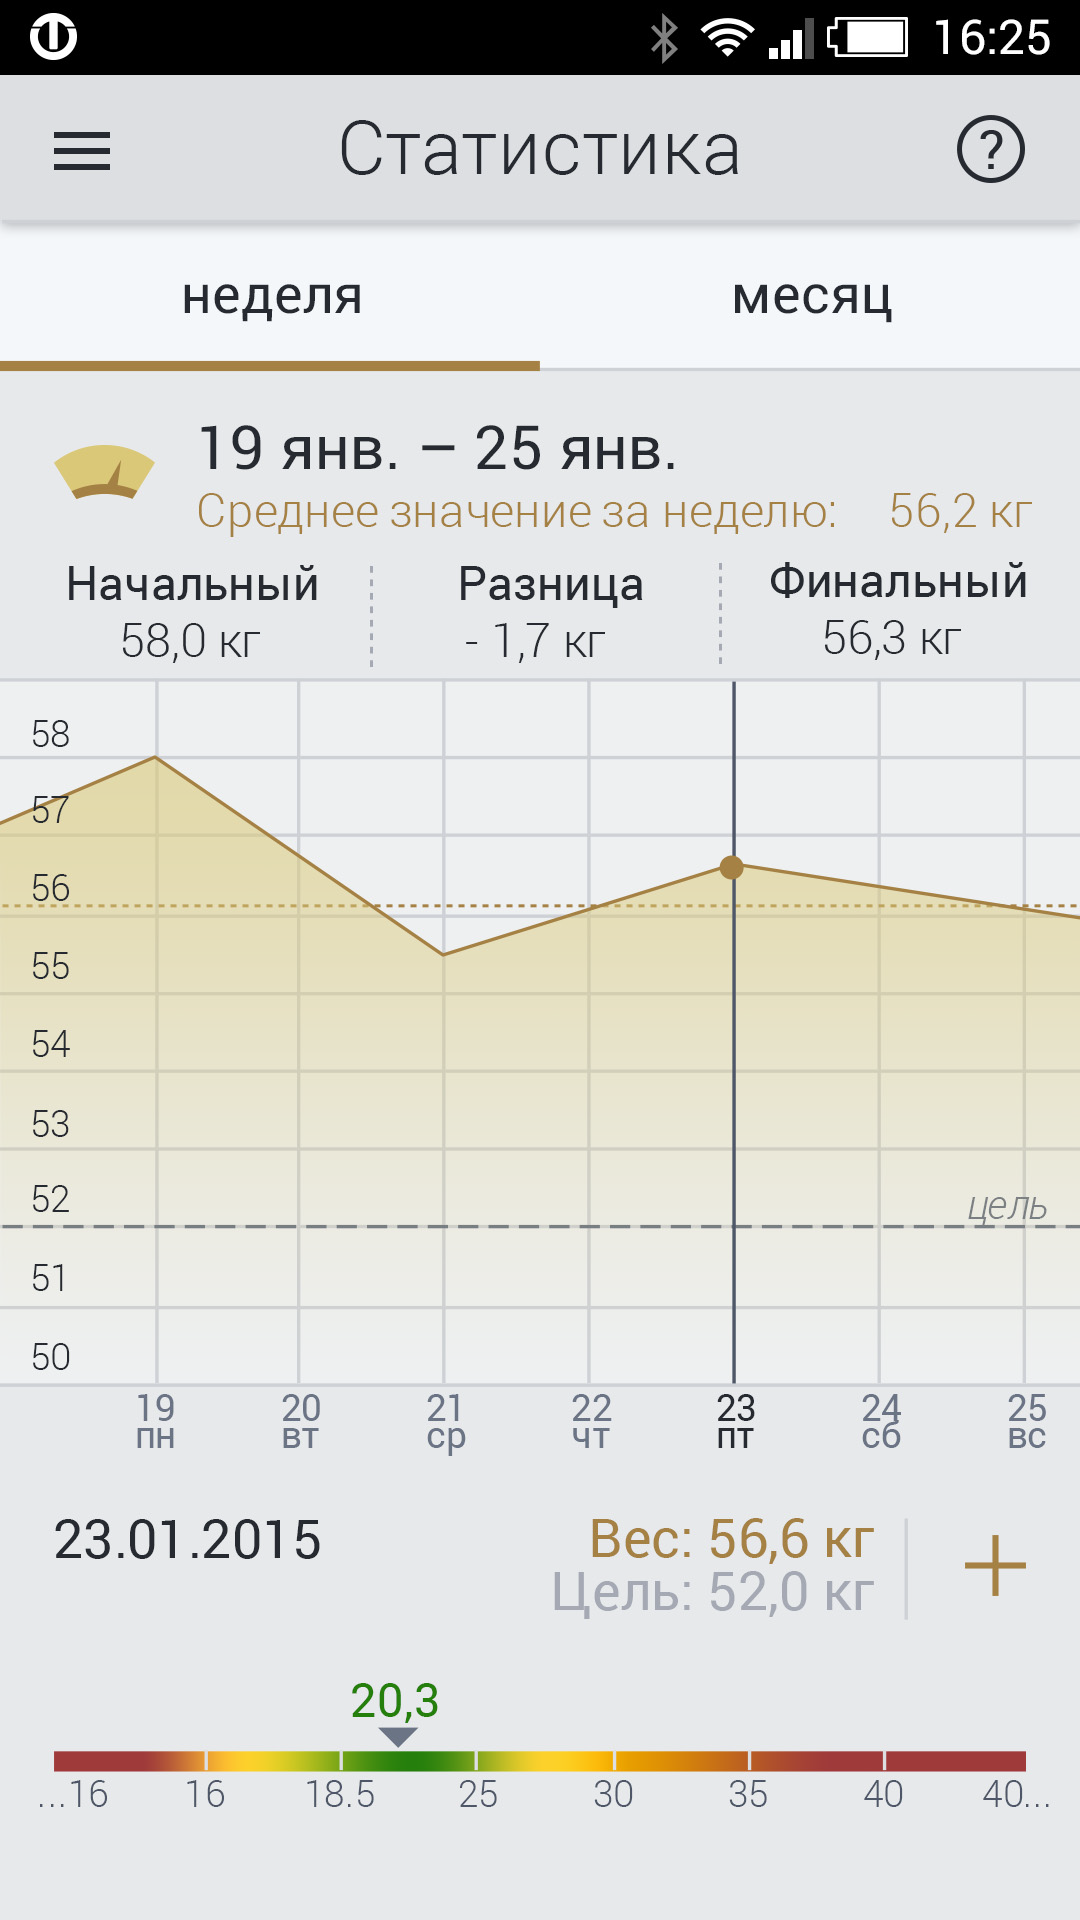 16:25
Статистика
?
неделя месяц
19 янв. – 25 янв.
Среднее значение за неделю: 56,2 кг
Начальный Разница Финальный
58,0 кг - 1,7 кг 56,3 кг
58
57
56
55
54
53
52
цель
51
50
19 20 21 22 23 24 25
пн вт ср чт пт сб вс
23.01.2015 Вес: 56,6 кг
Цель: 52,0 кг
20,3
...16 16 18.5 25 30 35 40 40...